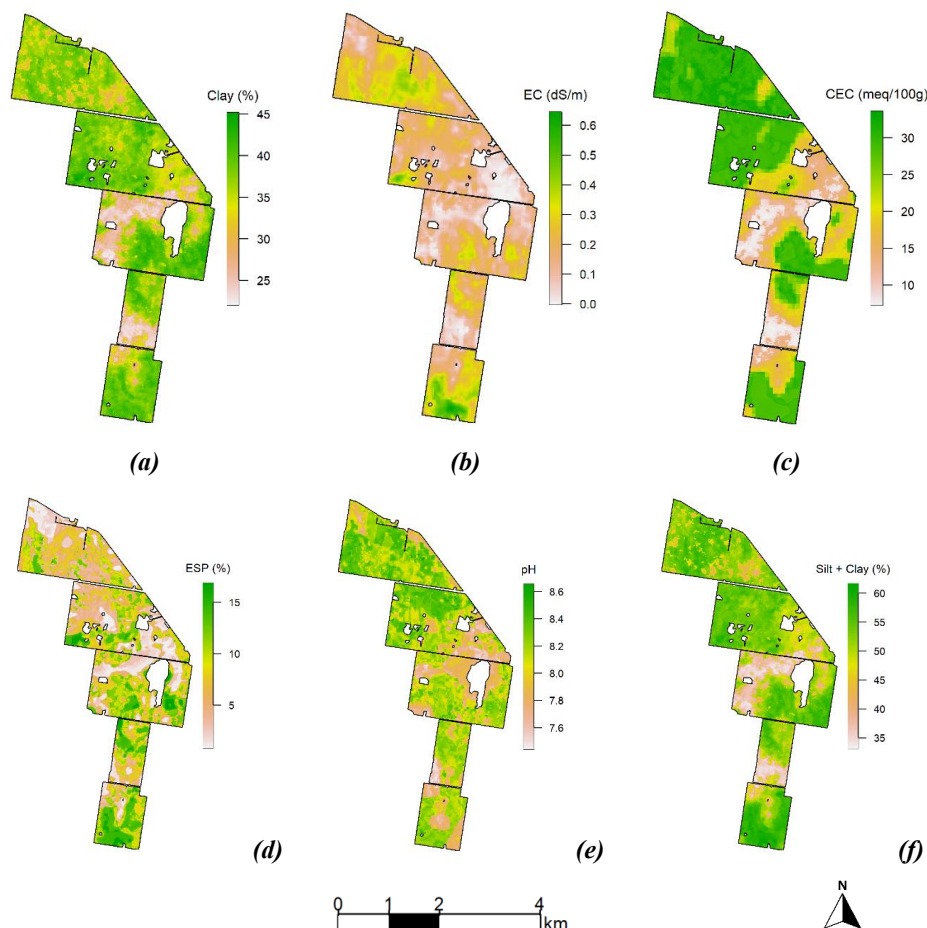 Clay (%)
45
40
35
30
25
EC (dS/m)
0.6
0.5
0.4
0.3
0.2
0.1
0.0
CEC (meq/100g)
30
25
20
15
10
(a)
(b)
(c)
ESP (%)
15
10
5
pH
8.6
8.4
8.2
8.0
7.8
7.6
Silt + Clay (%)
60
55
50
45
40
35
(d)
(e)
(f)
0 1 2 4
km
N